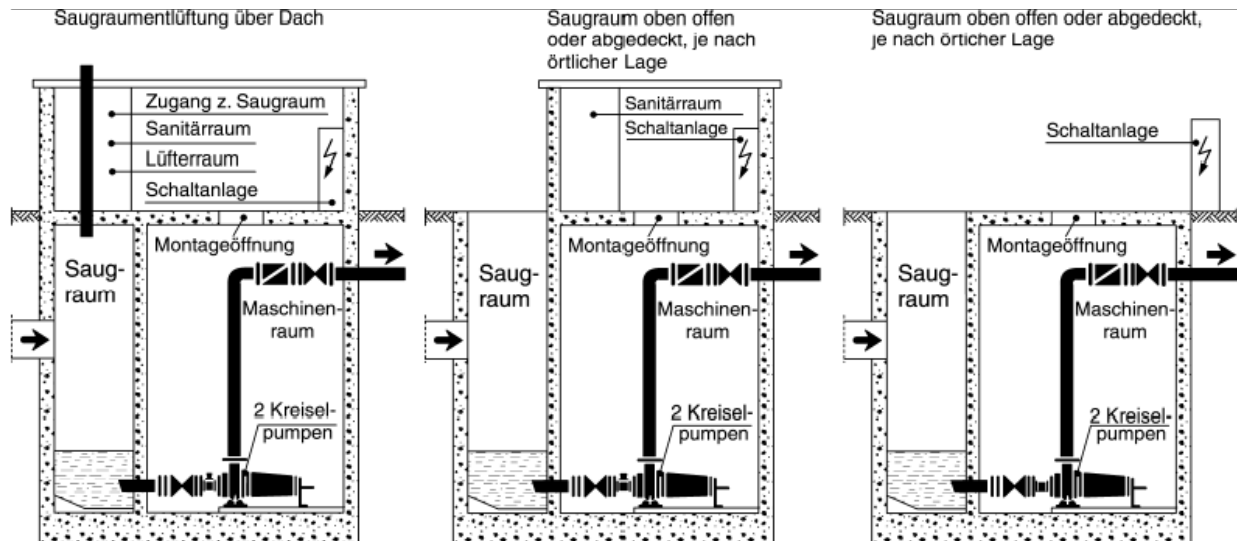 Saugraumentlüftung über Dach
Zugang z. Saugraum
Sanitärraum
Lüfterraum
Schaltanlage
Montageöffnung
Saug-
raum
Maschinen-
raum
2 Kreisel-
pumpen
Saugraum oben offen
oder abgedeckt, je nach
örtlicher Lage
Sanitärraum
Schaltanlage
Montageöffnung
Saug-
raum
Maschinen-
raum
2 Kreisel-
pumpen
Saugraum oben offen oder abgedeckt,
je nach örtlicher Lage
Schaltanlage
Montageöffnung
Saug-
raum
Maschinen-
raum
2 Kreisel-
pumpen